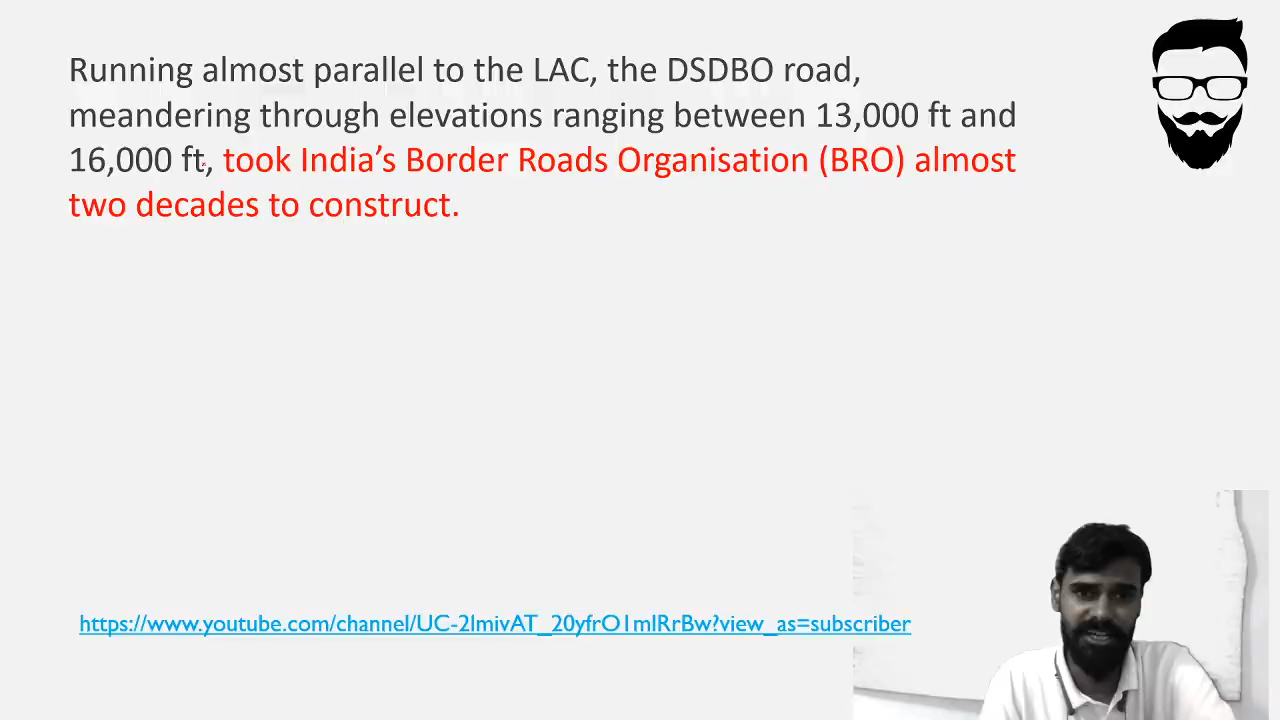 Running almost parallel to the LAC, the DSDBO road,
meandering through elevations ranging between 13,000 ft and
16,000 ft, took India’s Border Roads Organisation (BRO) almost
two decades to construct.
https://www.youtube.com/channel/UC-2lmivAT_20yfrO1mlRrBw?view_as=subscriber